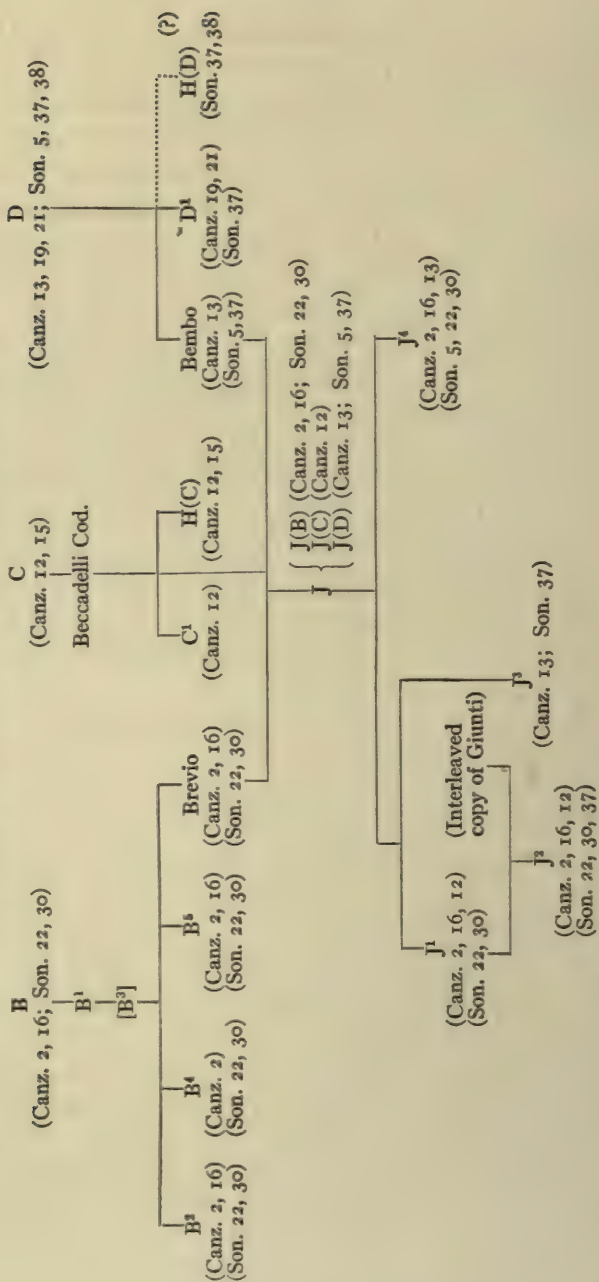 B
(Canz. 2, 16; Son. 22, 30)
B¹
[B³]
B²
(Canz. 2, 16)
(Son. 22, 30)
B⁴
(Canz. 2)
(Son. 22, 30)
B⁵
(Canz. 2, 16)
(Son. 22, 30)
Brevio
(Canz. 2, 16)
(Son. 22, 30)
C
(Canz. 12, 15)
Beccadelli Cod.
C¹
(Canz. 12)
H(C)
(Canz. 12, 15)
D
(Canz. 13, 19, 21; Son. 5, 37, 38)
Bembo
(Canz. 13)
(Son. 5, 37)
D¹
(Canz. 19, 21)
(Son. 37)
H(D) (?)
(Son. 37, 38)
J
J(B) (Canz. 2, 16; Son. 22, 30)
J(C) (Canz. 12)
J(D) (Canz. 13; Son. 5, 37)
J¹
(Canz. 2, 16, 12)
(Son. 22, 30)
(Interleaved
copy of Giunti)
J²
(Canz. 2, 16, 12)
(Son. 22, 30, 37)
J³
(Canz. 13; Son. 37)
J⁴
(Canz. 2, 16, 13)
(Son. 5, 22, 30)